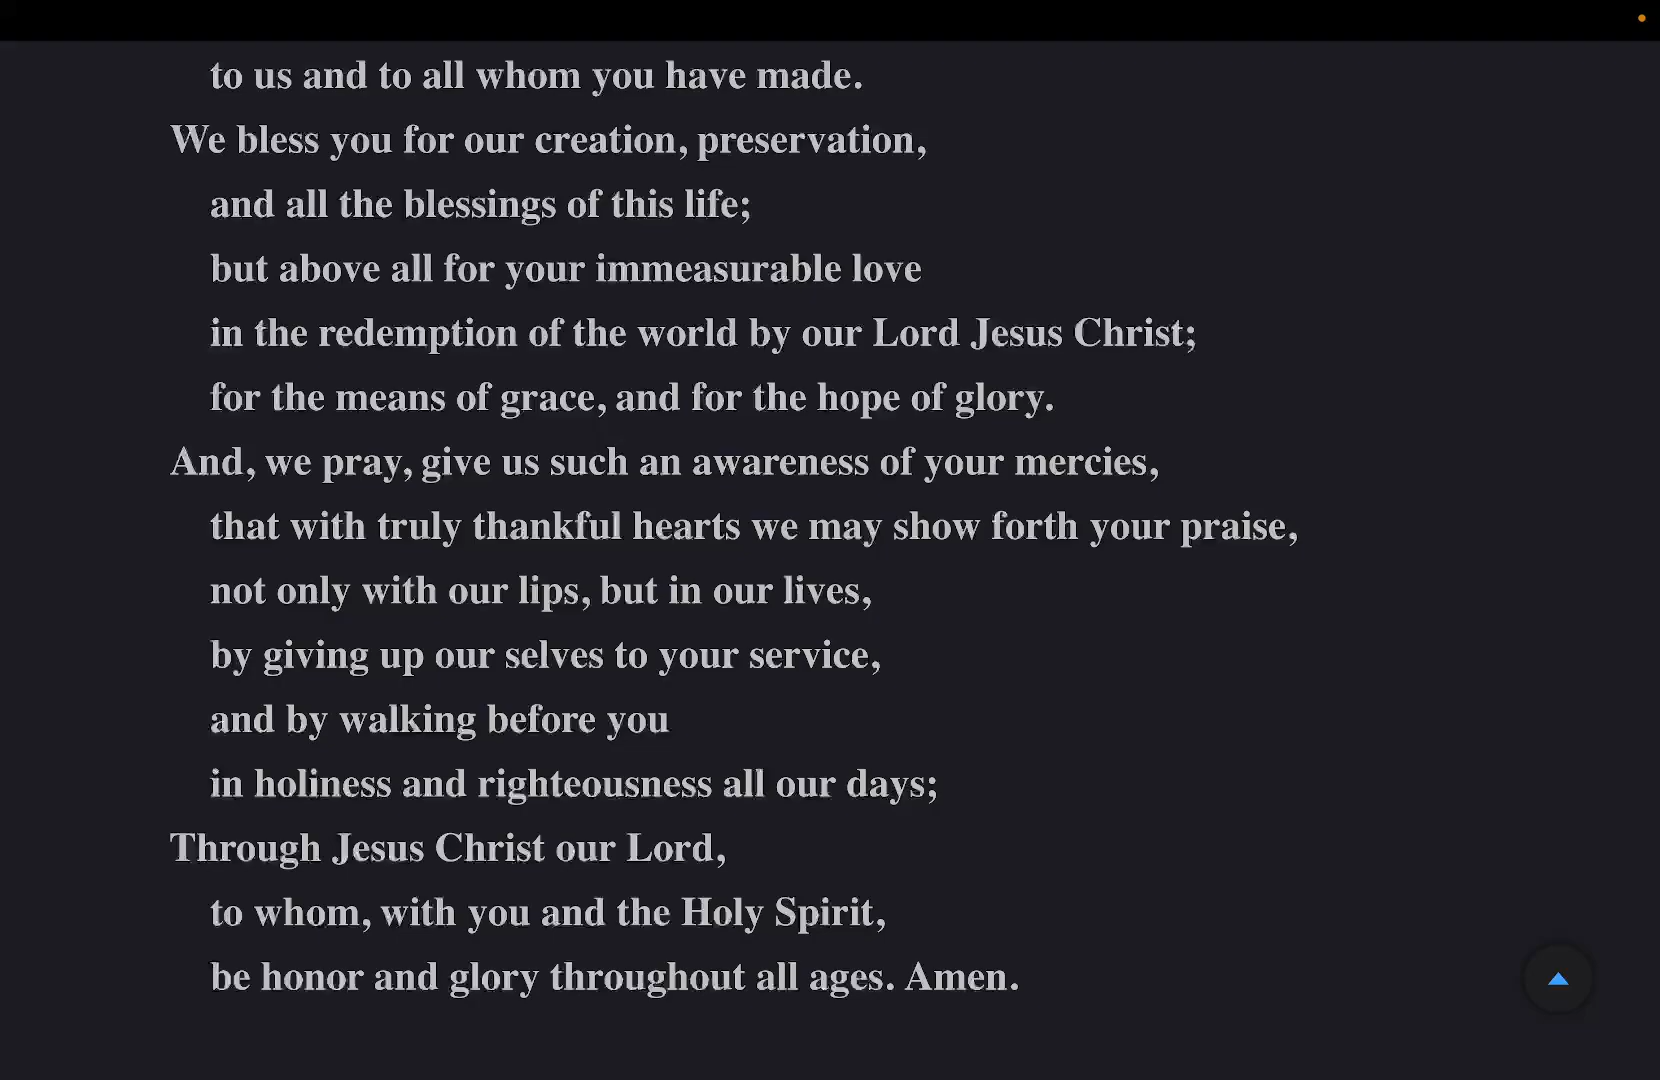 to us and to all whom you have made.
We bless you for our creation, preservation,
and all the blessings of this life;
but above all for your immeasurable love
in the redemption of the world by our Lord Jesus Christ;
for the means of grace, and for the hope of glory.
And, we pray, give us such an awareness of your mercies,
that with truly thankful hearts we may show forth your praise,
not only with our lips, but in our lives,
by giving up our selves to your service,
and by walking before you
in holiness and righteousness all our days;
Through Jesus Christ our Lord,
to whom, with you and the Holy Spirit,
be honor and glory throughout all ages. Amen.